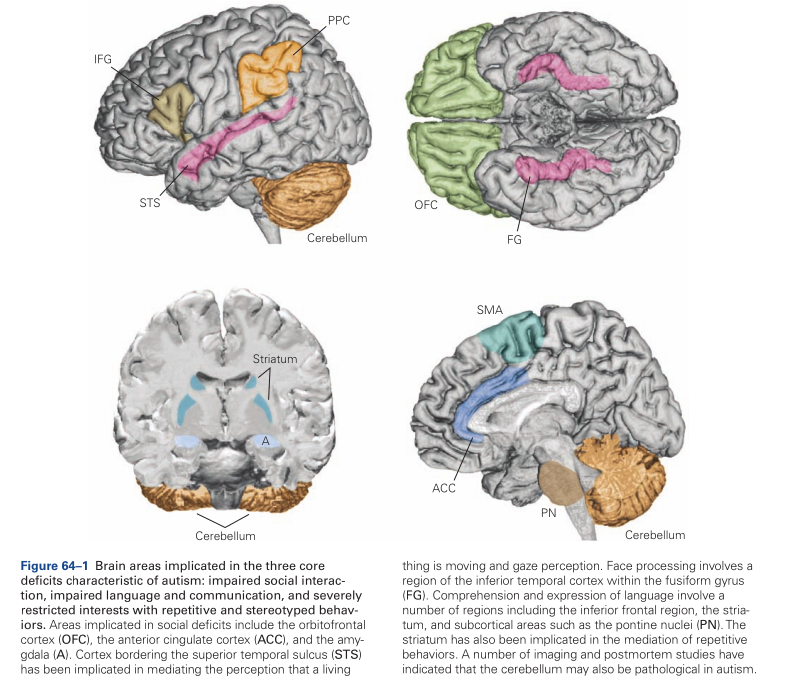 PPC
IFG
STS
Cerebellum
OFC
FG
Striatum
A
Cerebellum
SMA
ACC
PN
Cerebellum
Figure 64–1 Brain areas implicated in the three core
deficits characteristic of autism: impaired social interac-
tion, impaired language and communication, and severely
restricted interests with repetitive and stereotyped behav-
iors. Areas implicated in social deficits include the orbitofrontal
cortex (OFC), the anterior cingulate cortex (ACC), and the amy-
gdala (A). Cortex bordering the superior temporal sulcus (STS)
has been implicated in mediating the perception that a living
thing is moving and gaze perception. Face processing involves a
region of the inferior temporal cortex within the fusiform gyrus
(FG). Comprehension and expression of language involve a
number of regions including the inferior frontal region, the stria-
tum, and subcortical areas such as the pontine nuclei (PN). The
striatum has also been implicated in the mediation of repetitive
behaviors. A number of imaging and postmortem studies have
indicated that the cerebellum may also be pathological in autism.